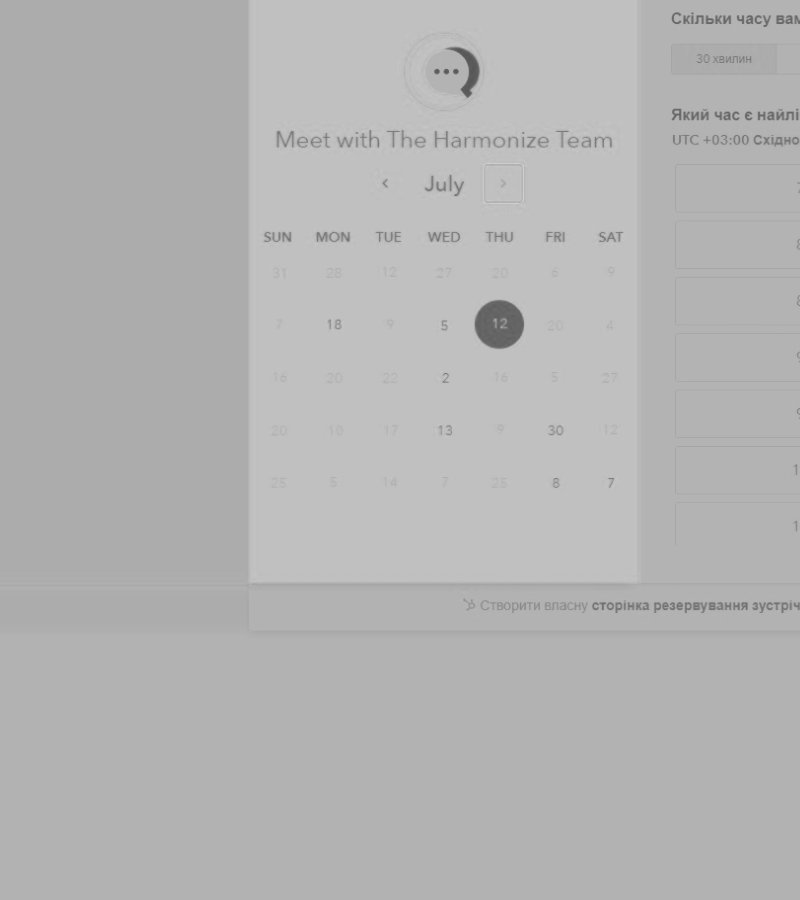 Meet with The Harmonize Team
July
SUN MON TUE WED THU FRI SAT
31 28 12 27 20 6 9
7 18 9 5 12 20 4
16 20 22 2 16 5 27
20 10 17 13 9 30 12
25 5 14 7 25 8 7
Скільки часу вам
30 хвилин
Який час є найлі
UTC +03:00 Східно
Створити власну сторінка резервування зустріч